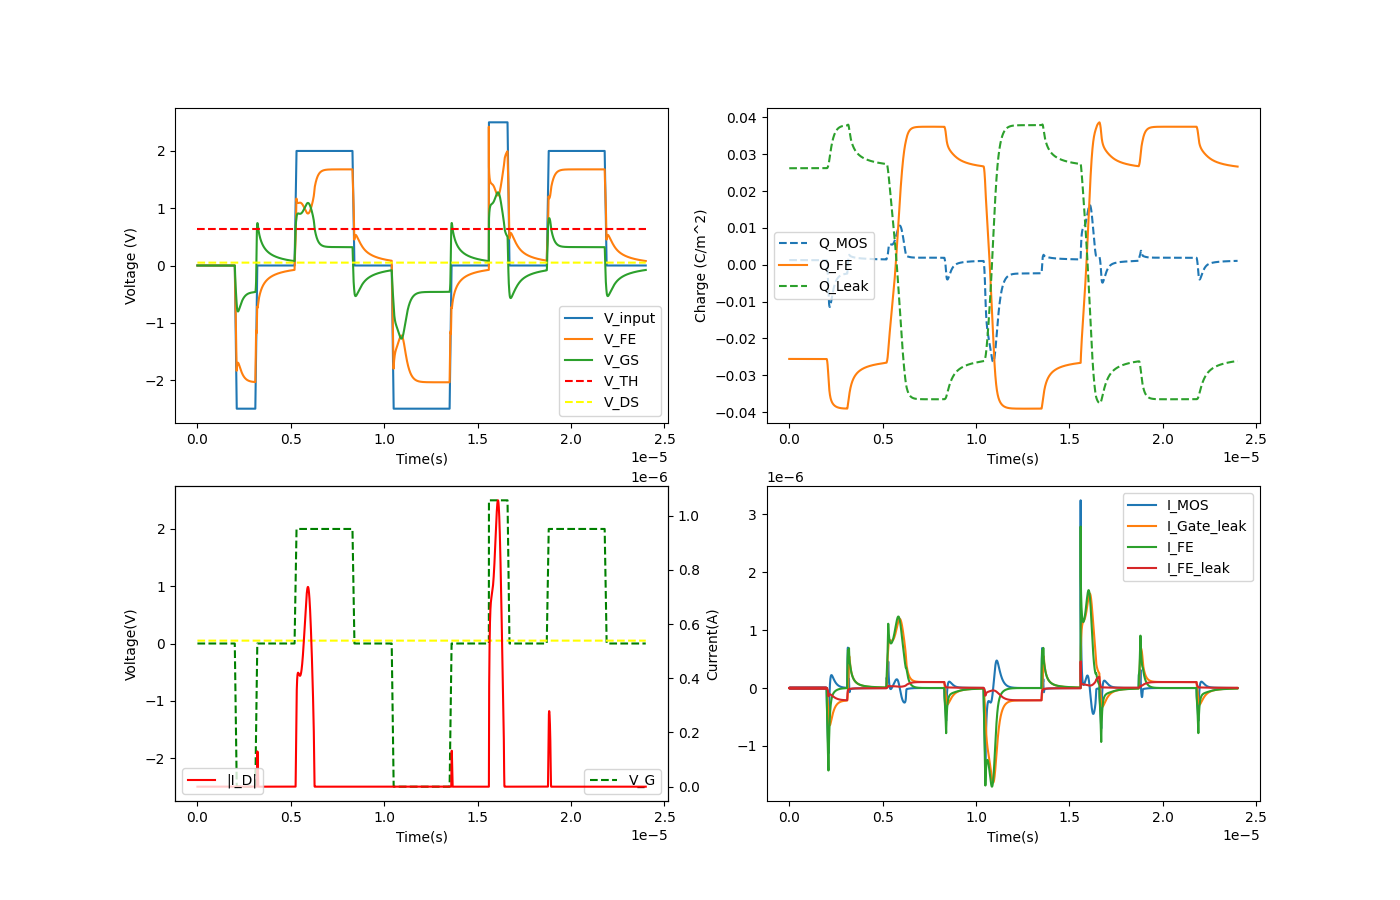 2
1
0
−1
−2
Voltage (V)
0.0
0.5
1.0
1.5
2.0
2.5
Time(s)
1e−5
V_input
V_FE
V_GS
V_TH
V_DS
0.04
0.03
0.02
0.01
0.00
−0.01
−0.02
−0.03
−0.04
Charge (C/m^2)
0.0
0.5
1.0
1.5
2.0
2.5
Time(s)
1e−5
Q_MOS
Q_FE
Q_Leak
2
1
0
−1
−2
Voltage(V)
0.0
0.5
1.0
1.5
2.0
2.5
Time(s)
1e−5
1e−6
1.0
0.8
0.6
0.4
0.2
0.0
Current(A)
|I_D|
V_G
1e−6
3
2
1
0
−1
0.0
0.5
1.0
1.5
2.0
2.5
Time(s)
1e−5
I_MOS
I_Gate_leak
I_FE
I_FE_leak